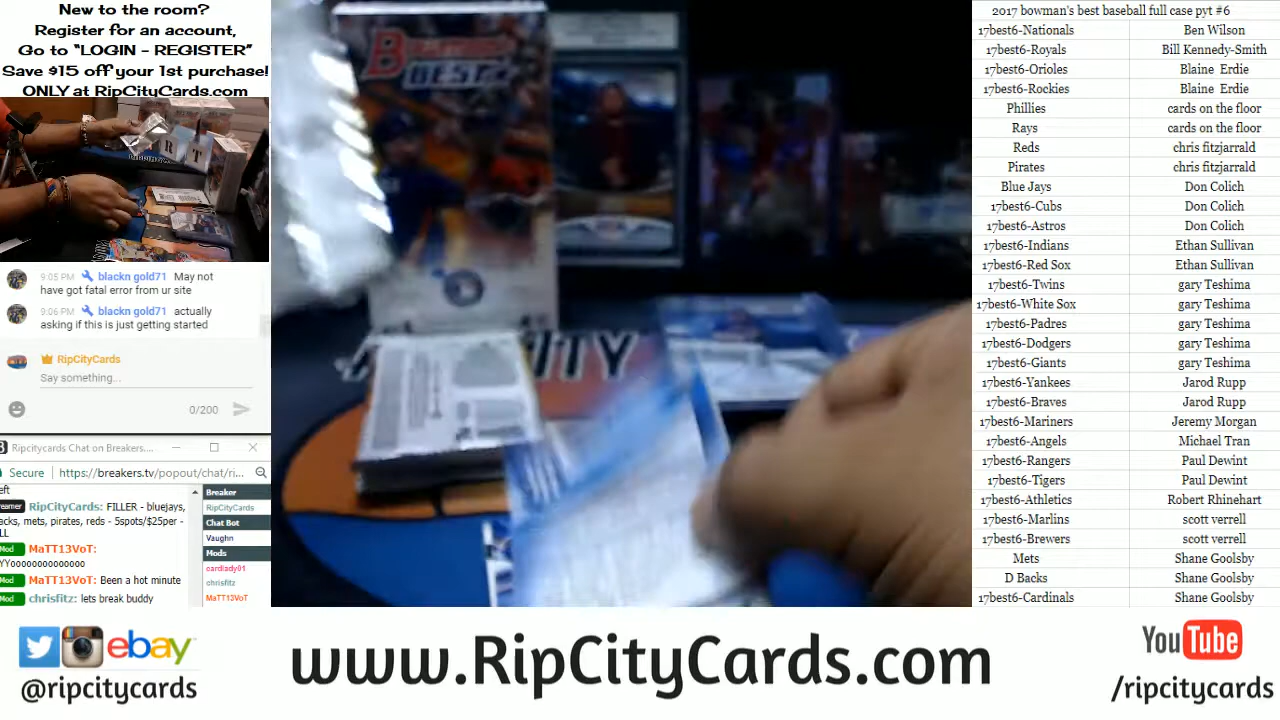 New to the room?
Register for an account,
Go to “LOGIN - REGISTER”
Save $15 off your 1st purchase!
ONLY at RipCityCards.com
9:05 PM blackn gold71 May not
have got fatal error from ur site
9:06 PM blackn gold71 actually
asking if this is just getting started
RipCityCards
Say something...
0/200
Ripcitycards Chat on Breakers....
Secure https://breakers.tv/popout/chat/ri...
eft
eamer RipCityCards: FILLER - bluejays,
acks, mets, pirates, reds - 5spots/$25per -
LL
Mod MaTT13VoT:
Mod MaTT13VoT: Been a hot minute
Mod chrisfitz: lets break buddy
Breaker
RipCityCards
Chat Bot
Vaughn
Mods
cardlady01
chrisfitz
MaTT13VoT
BOWMAN'S
BEST
CITY
2017 bowman's best baseball full case pyt #6
17best6-Nationals Ben Wilson
17best6-Royals Bill Kennedy-Smith
17best6-Orioles Blaine Erdie
17best6-Rockies Blaine Erdie
Phillies cards on the floor
Rays cards on the floor
Reds chris fitzjarrald
Pirates chris fitzjarrald
Blue Jays Don Colich
17best6-Cubs Don Colich
17best6-Astros Don Colich
17best6-Indians Ethan Sullivan
17best6-Red Sox Ethan Sullivan
17best6-Twins gary Teshima
17best6-White Sox gary Teshima
17best6-Padres gary Teshima
17best6-Dodgers gary Teshima
17best6-Giants gary Teshima
17best6-Yankees Jarod Rupp
17best6-Braves Jarod Rupp
17best6-Mariners Jeremy Morgan
17best6-Angels Michael Tran
17best6-Rangers Paul Dewint
17best6-Tigers Paul Dewint
17best6-Athletics Robert Rhinehart
17best6-Marlins scott verrell
17best6-Brewers scott verrell
Mets Shane Goolsby
D Backs Shane Goolsby
17best6-Cardinals Shane Goolsby
ebay
@ripcitycards
www.RipCityCards.com
YouTube
/ripcitycards